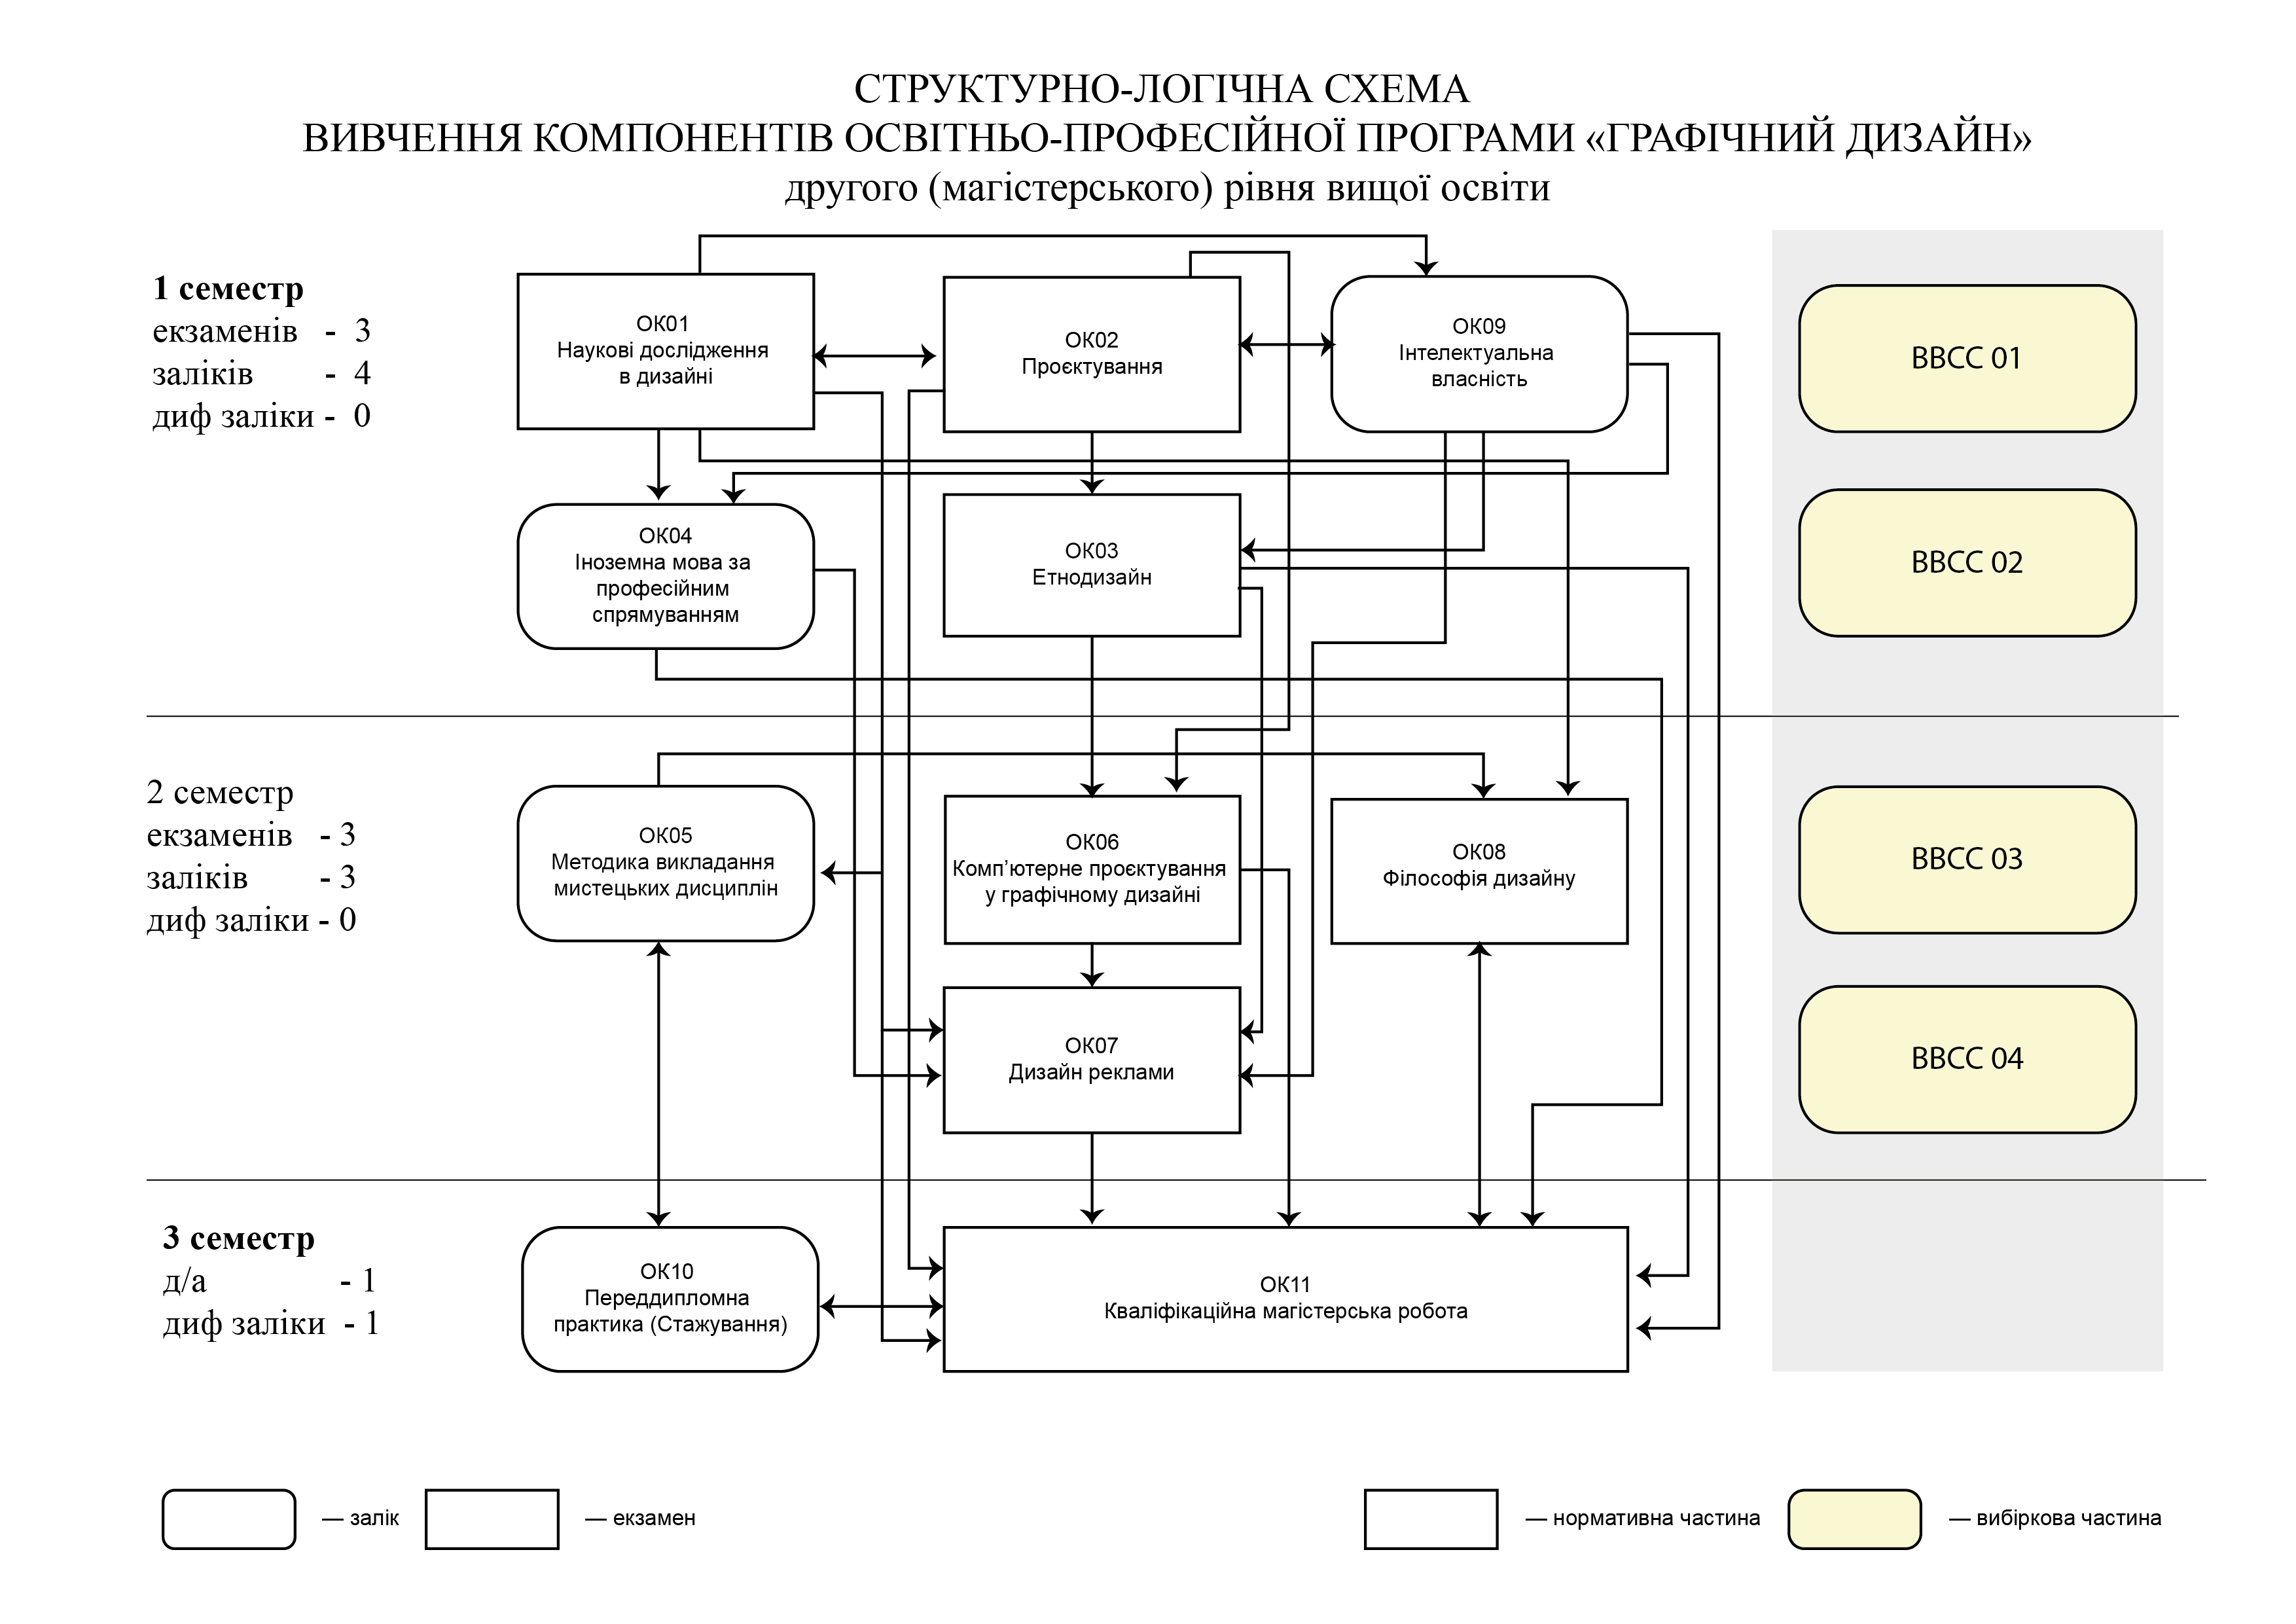 СТРУКТУРНО-ЛОГІЧНА СХЕМА
ВИВЧЕННЯ КОМПОНЕНТІВ ОСВІТНЬО-ПРОФЕСІЙНОЇ ПРОГРАМИ «ГРАФІЧНИЙ ДИЗАЙН»
другого (магістерського) рівня вищої освіти
1 семестр
екзаменів - 3
заліків - 4
диф заліки - 0
ОК01
Наукові дослідження
в дизайні
ОК02
Проєктування
ОК09
Інтелектуальна
власність
ВВСС 01
ОК04
Іноземна мова за
професійним
спрямуванням
ОК03
Етнодизайн
ВВСС 02
2 семестр
екзаменів - 3
заліків - 3
диф заліки - 0
ОК05
Методика викладання
мистецьких дисциплін
ОК06
Комп’ютерне проєктування
у графічному дизайні
ОК08
Філософія дизайну
ВВСС 03
ОК07
Дизайн реклами
ВВСС 04
3 семестр
д/а - 1
диф заліки - 1
ОК10
Переддипломна
практика (Стажування)
ОК11
Кваліфікаційна магістерська робота
— залік
— екзамен
— нормативна частина
— вибіркова частина